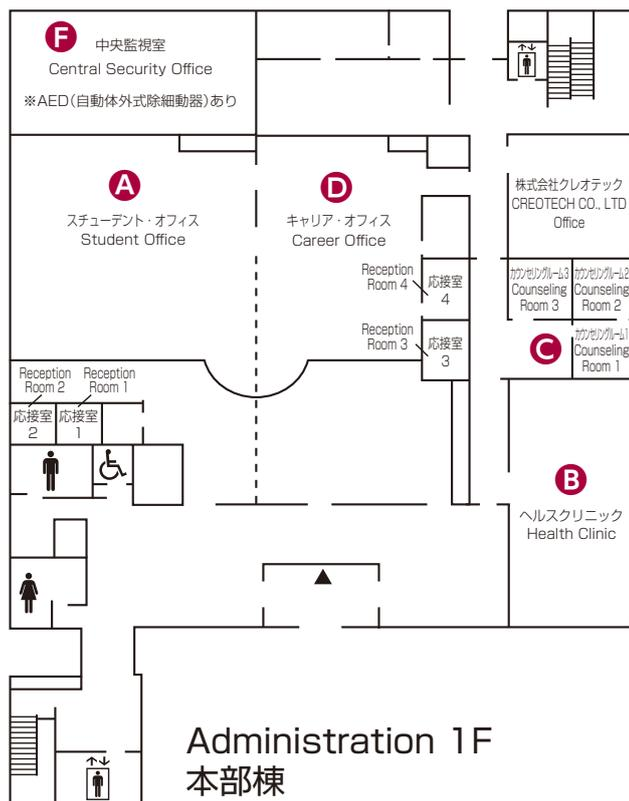 F
中央監視室
Central Security Office
※AED(自動体外式除細動器)あり
A
スチューデント・オフィス
Student Office
D
キャリア・オフィス
Career Office
株式会社クレオテック
CREOTECH CO., LTD
Office
Reception
Room 4
応接室
4
カウンセリングルーム3
Counseling
Room 3
カウンセリングルーム2
Counseling
Room 2
Reception
Room 3
応接室
3
C
カウンセリングルーム1
Counseling
Room 1
Reception
Room 2
Reception
Room 1
応接室
2
応接室
1
B
ヘルスクリニック
Health Clinic
Administration 1F
本部棟